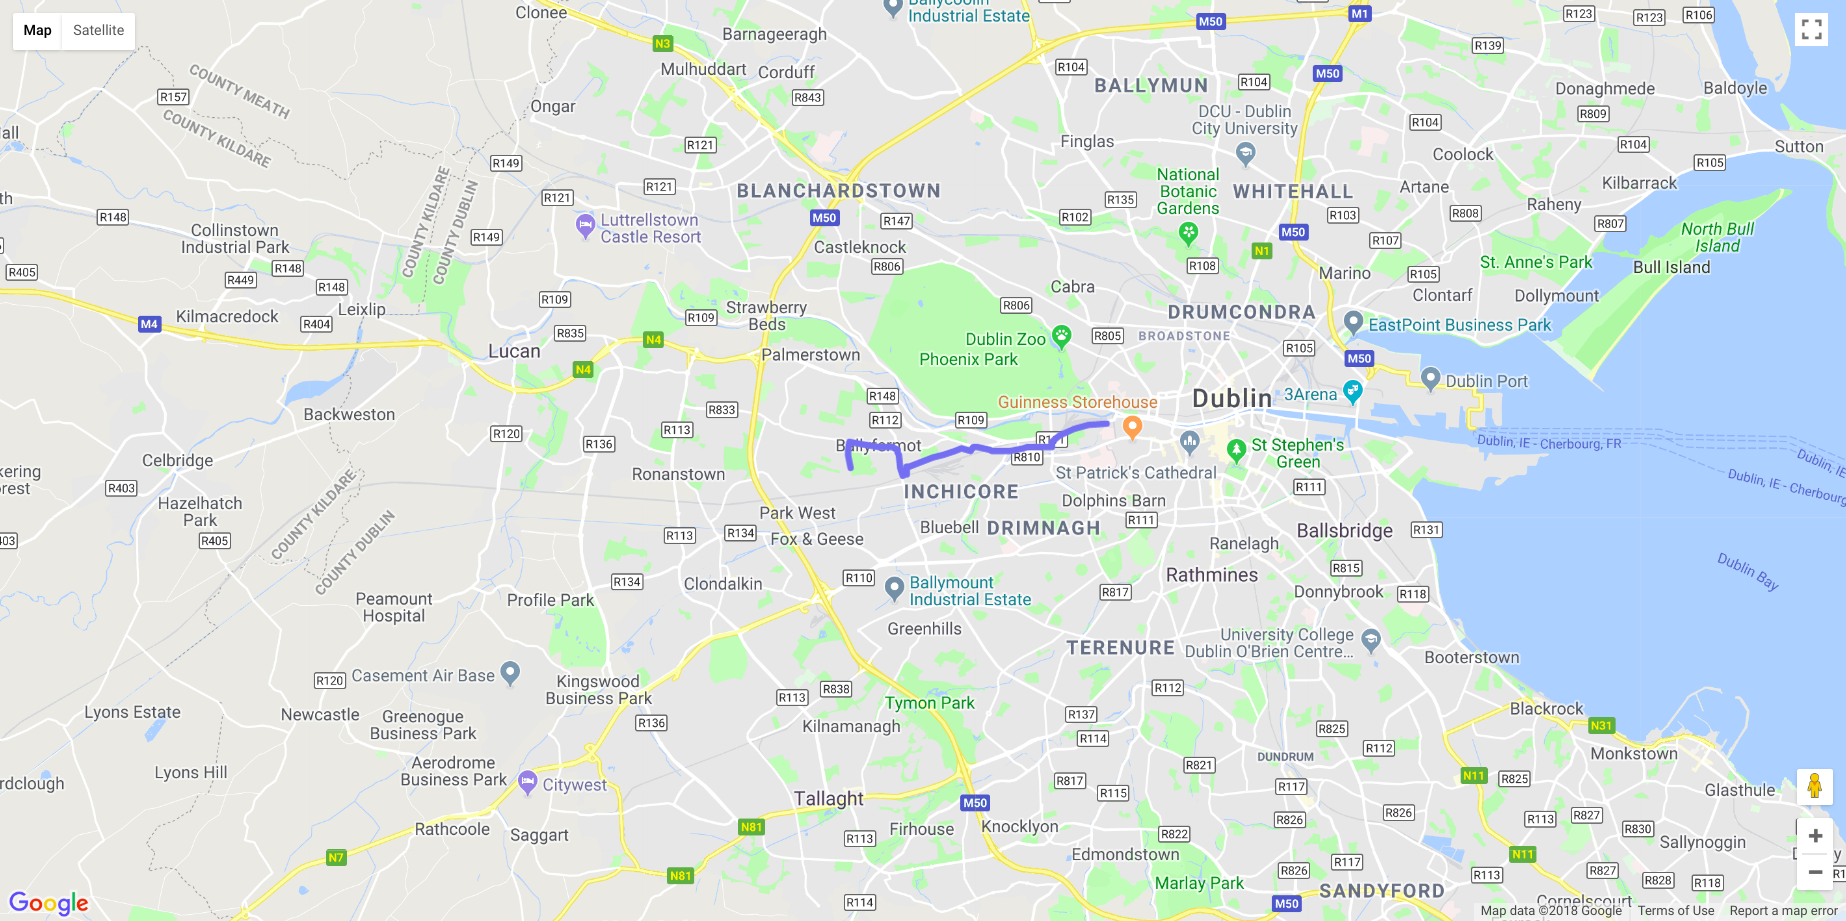 Map
Satellite
Clonee
Industrial Estate
M50
M1
R123
R123
R106
Barnageeragh
N3
R139
Mulhuddart
Corduff
R104
BALLYMUN
R104
M50
Donaghmede
Baldoyle
COUNTY MEATH
R157
Ongar
R843
DCU - Dublin
City University
R104
R809
COUNTY KILDARE
Finglas
R121
R149
Coolock
R104
R105
Sutton
R121
R121
BLANCHARDSTOWN
National
Botanic
Gardens
WHITEHALL
Artane
Kilbarrack
R135
Raheny
R148
M50
R147
R102
R103
R808
R807
Luttrellstown
Castle Resort
COUNTY KILDARE
COUNTY DUBLIN
Collinstown
Industrial Park
R149
Castleknock
M50
R107
North Bull
Island
N1
R405
R148
R449
R148
R806
R108
Marino
R105
St. Anne's Park
Bull Island
Cabra
Clontarf
Dollymount
M4
Kilmacredock
R404
Leixlip
R109
R109
Strawberry
Beds
R806
DRUMCONDRA
EastPoint Business Park
R835
N4
Lucan
N4
Palmerstown
Dublin Zoo
Phoenix Park
R805
BROADSTONE
R105
M50
Dublin Port
3Arena
Dublin
Backweston
R833
R148
R112
R109
Guinness Storehouse
Celbridge
R120
R136
R113
Ballyfermot
R810
St Stephen's
Green
Dublin, IE - Cherbourg, FR
Dublin, IE
Dublin, IE - Cherbourg
R403
Ronanstown
St Patrick's Cathedral
INCHICORE
Dolphins Barn
R111
Hazelhatch
Park
COUNTY KILDARE
COUNTY DUBLIN
Park West
Bluebell
DRIMNAGH
R111
Ballsbridge
R131
R405
R113
R134
Fox & Geese
Ranelagh
Dublin Bay
R134
Clondalkin
R110
Ballymount
Industrial Estate
Rathmines
R815
Donnybrook
R118
Peamount
Hospital
Profile Park
R817
Greenhills
TERENURE
University College
Dublin O'Brien Centre...
Booterstown
Casement Air Base
R120
Kingswood
Business Park
R113
R838
R112
Tymon Park
Lyons Estate
Newcastle
Greenogue
Business Park
R136
Kilnamanagh
R137
R114
R825
R112
Blackrock
N31
Monkstown
DUNDRUM
Lyons Hill
Aerodrome
Business Park
Citywest
R817
R821
R117
N11
R825
Glasthule
Tallaght
M50
R115
R826
R826
R113
R827
R830
Rathcoole
Saggart
N81
R113
Firhouse
Knocklyon
R822
Sallynoggin
N7
Edmondstown
R117
N11
N81
R826
R113
R827
R828
R118
Marlay Park
SANDYFORD
R114
M50
Google
Map data ©2018 Google
Terms of Use
Report a map error